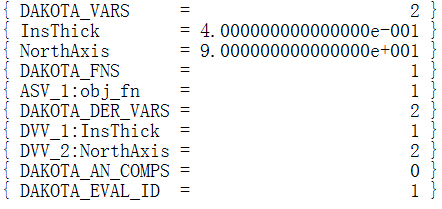 { DAKOTA_VARS     =                      2 }
{ InsThick        = 4.000000000000000e-001 }
{ NorthAxis       = 9.000000000000000e+001 }
{ DAKOTA_FNS      =                      1 }
{ ASV_1:obj_fn    =                      1 }
{ DAKOTA_DER_VARS =                      2 }
{ DVV_1:InsThick  =                      1 }
{ DVV_2:NorthAxis =                      2 }
{ DAKOTA_AN_COMPS =                      0 }
{ DAKOTA_EVAL_ID  =                      1 }